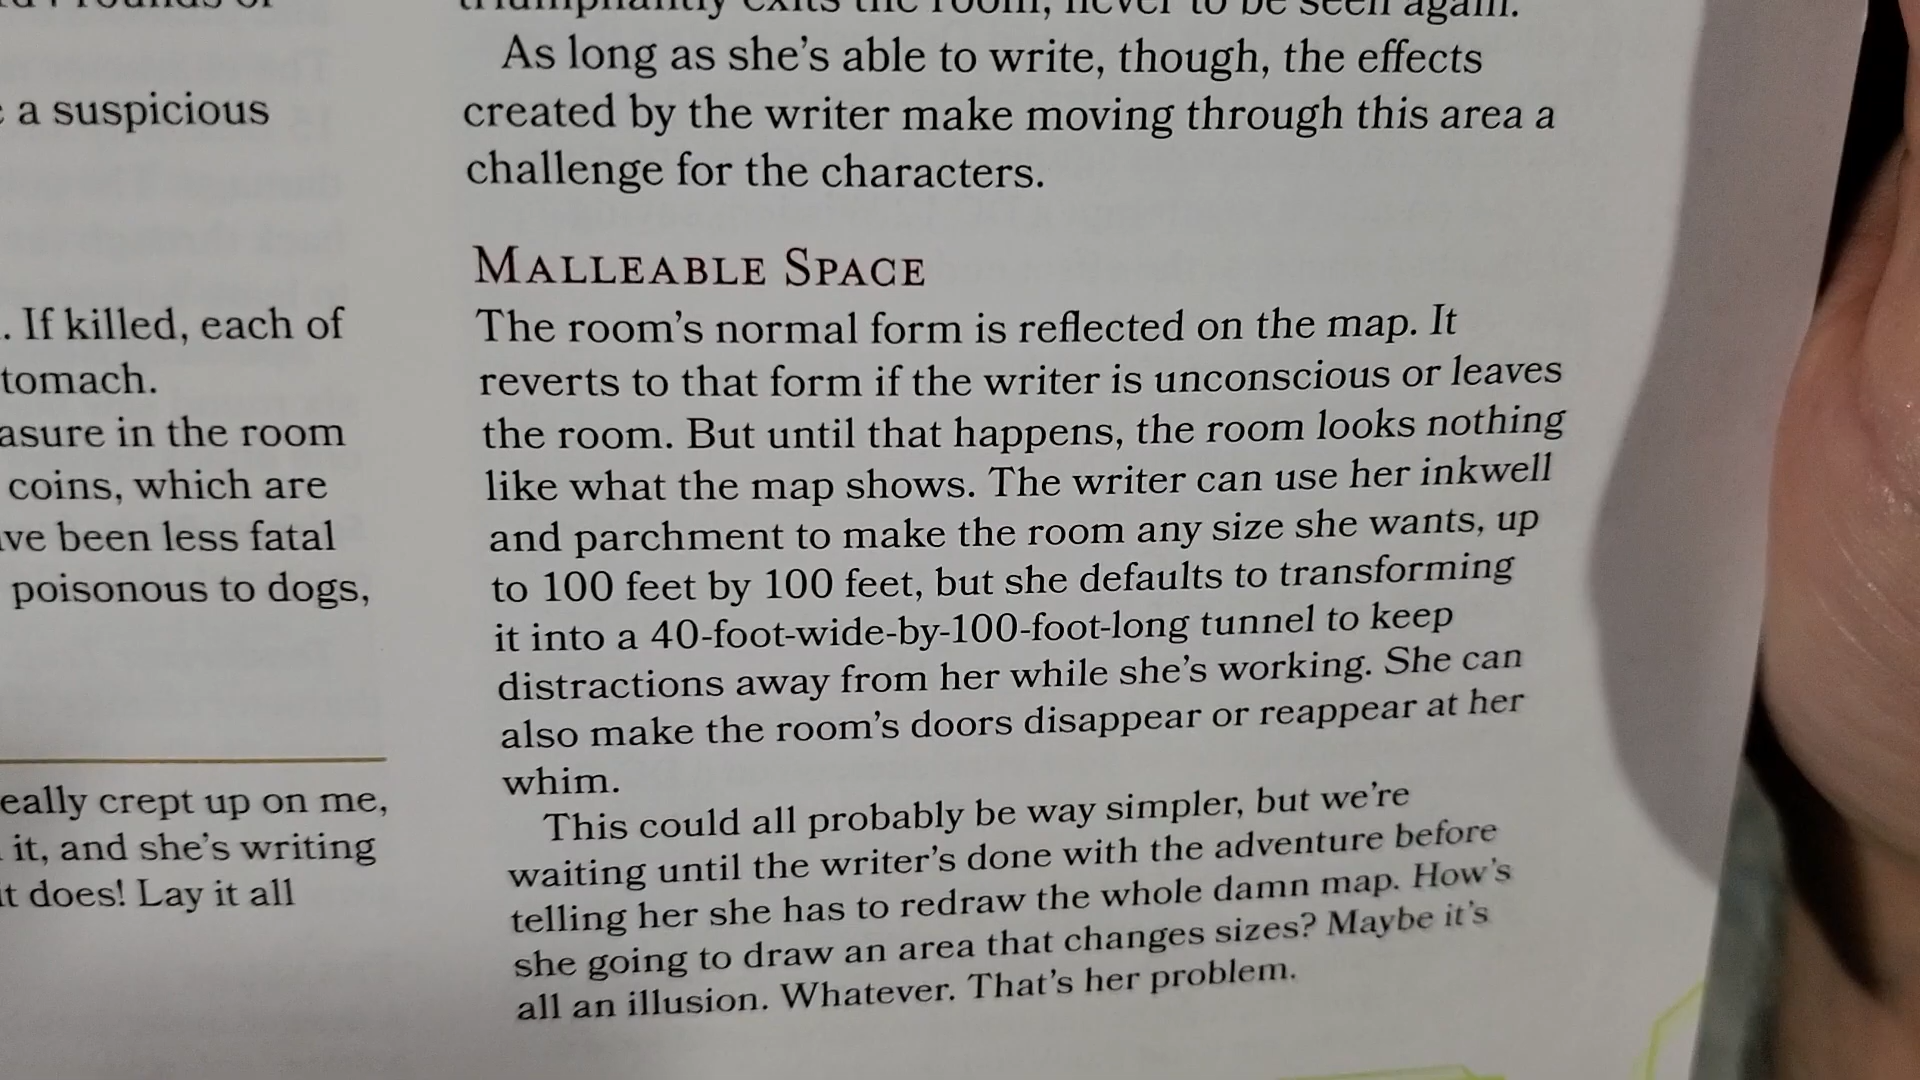 a suspicious
. If killed, each of
tomach.
asure in the room
coins, which are
ve been less fatal
poisonous to dogs,
eally crept up on me,
it, and she's writing
t does! Lay it all
triumphantly exits the room, never to be seen again.
As long as she's able to write, though, the effects
created by the writer make moving through this area a
challenge for the characters.
MALLEABLE SPACE
The room's normal form is reflected on the map. It
reverts to that form if the writer is unconscious or leaves
the room. But until that happens, the room looks nothing
like what the map shows. The writer can use her inkwell
and parchment to make the room any size she wants, up
to 100 feet by 100 feet, but she defaults to transforming
it into a 40-foot-wide-by-100-foot-long tunnel to keep
distractions away from her while she's working. She can
also make the room's doors disappear or reappear at her
whim.
This could all probably be way simpler, but we're
waiting until the writer's done with the adventure before
telling her she has to redraw the whole damn map. How's
she going to draw an area that changes sizes? Maybe it's
all an illusion. Whatever. That's her problem.